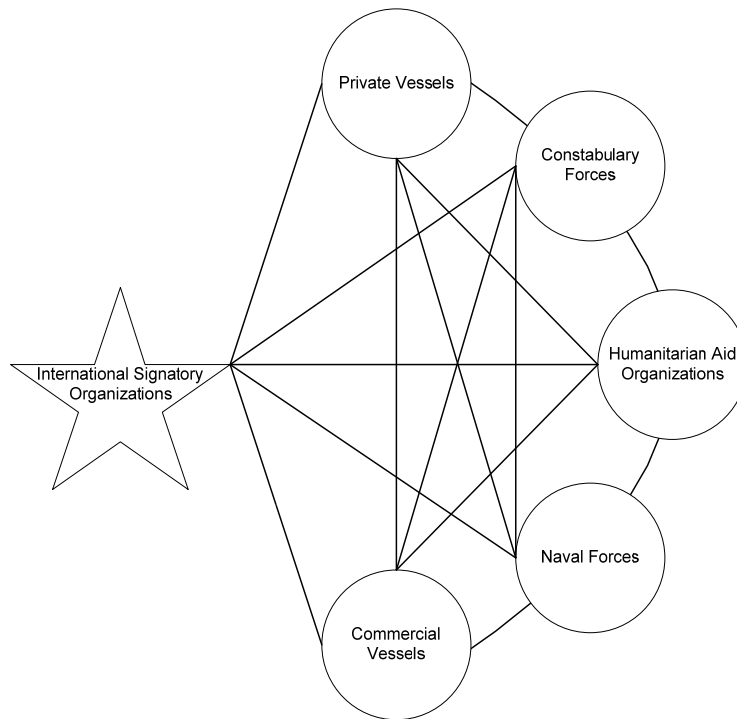 Private Vessels
Constabulary
Forces
International Signatory
Organizations
Humanitarian Aid
Organizations
Naval Forces
Commercial
Vessels